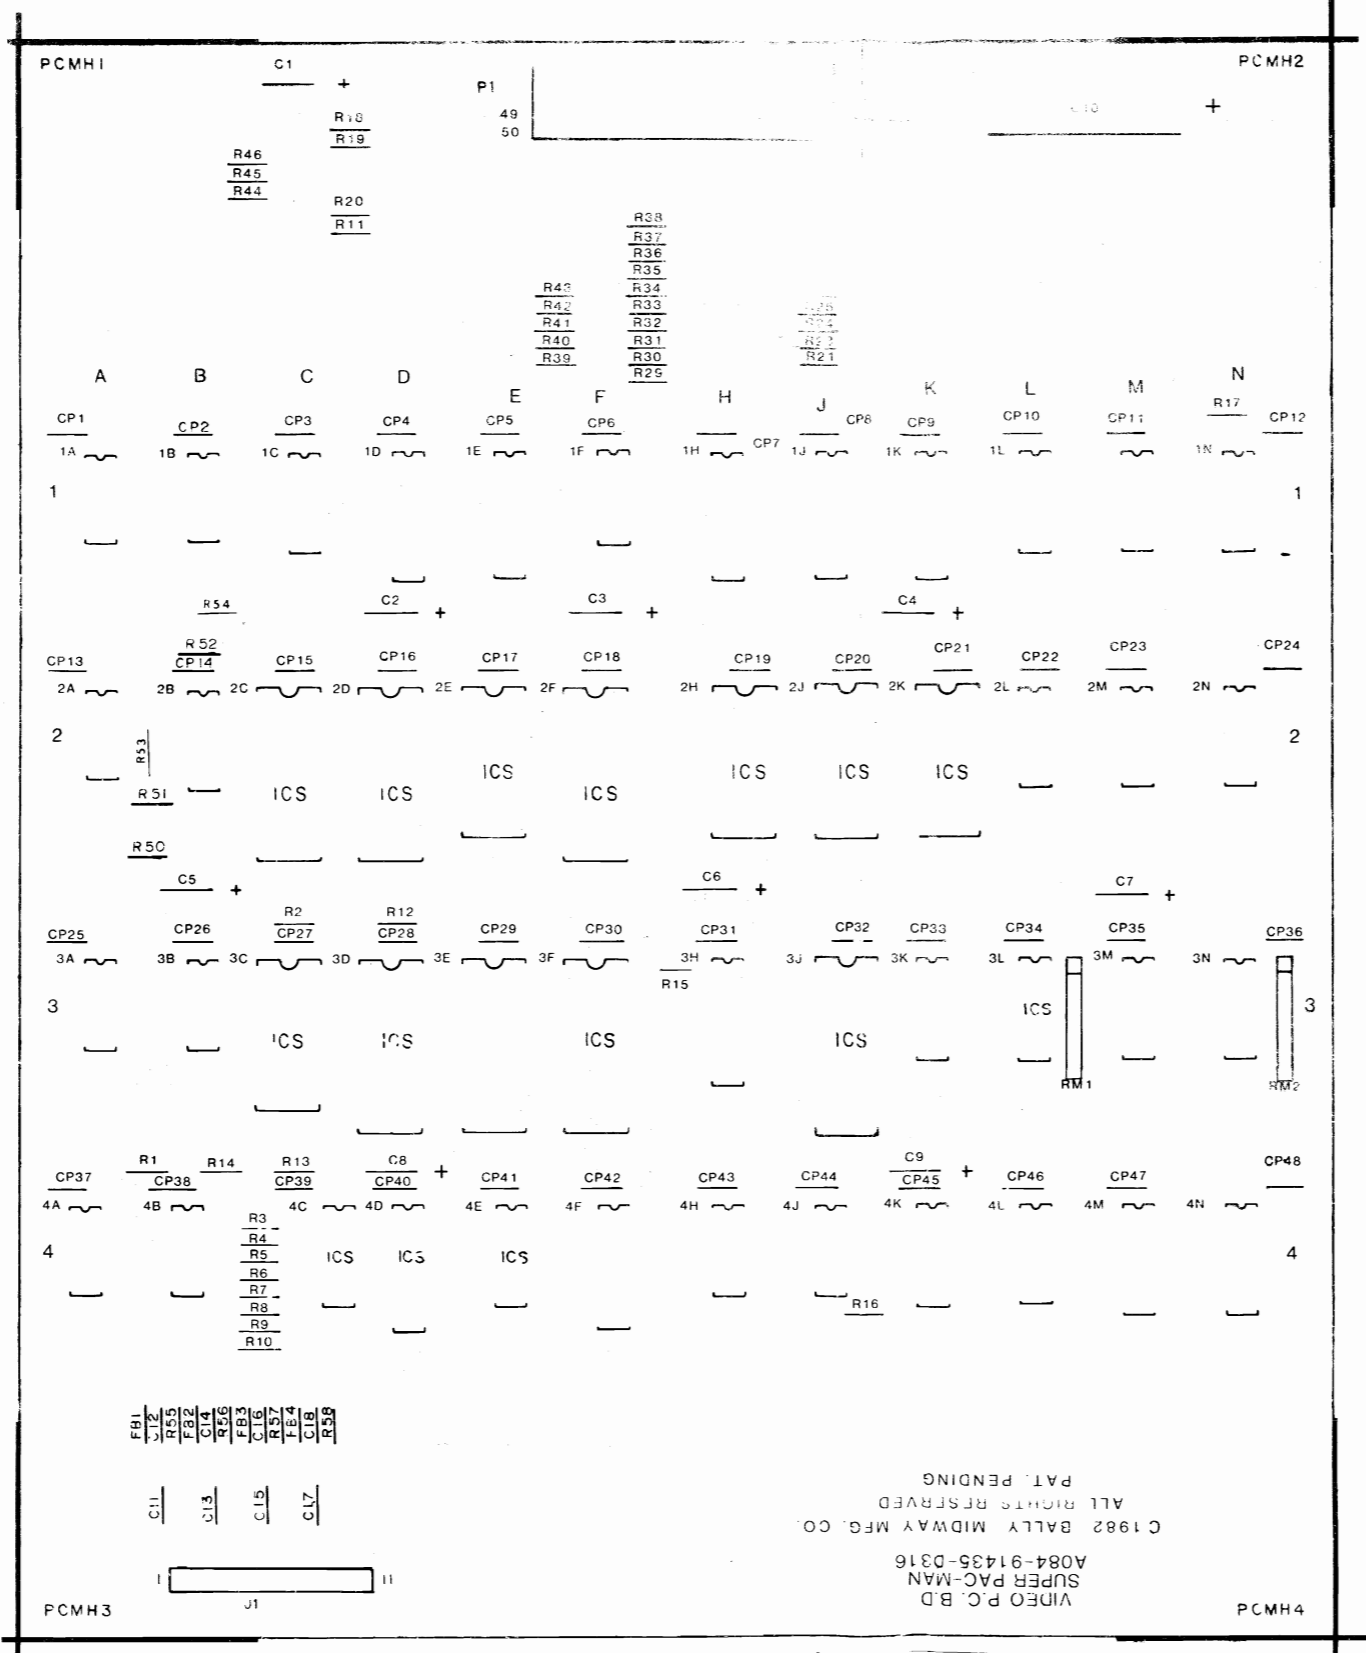 PCMH1
C1
+
P1
49
50
+
PCMH2
R18
R19
R46
R45
R44
R20
R11
R38
R37
R36
R35
R34
R33
R32
R31
R30
R29
R43
R42
R41
R40
R39
R21
A B C D E F H J K L M N
R17
CP1 CP2 CP3 CP4 CP5 CP6 CP7 CP8 CP9 CP10 CP11 CP12
1A 1B 1C 1D 1E 1F 1H 1J 1K 1L 1N
1 1
R54 C2 + C3 + C4 +
R52
CP13 CP14 CP15 CP16 CP17 CP18 CP19 CP20 CP21 CP22 CP23 CP24
2A 2B 2C 2D 2E 2F 2H 2J 2K 2L 2M 2N
2 2
R53
ICS ICS ICS ICS
R51 ICS ICS ICS
R50
C5 + C6 + C7 +
R2 R12
CP25 CP26 CP27 CP28 CP29 CP30 CP31 CP32 CP33 CP34 CP35 CP36
3A 3B 3C 3D 3E 3F 3H 3J 3K 3L 3M 3N
R15
3 ICS 3
ICS ICS ICS ICS
RM1 RM2
R1 R14 R13 C8 + C9 +
CP37 CP38 CP39 CP40 CP41 CP42 CP43 CP44 CP45 CP46 CP47 CP48
4A 4B 4C 4D 4E 4F 4H 4J 4K 4L 4M 4N
R3
R4
R5
R6
R7
R8
R9
R10
4 ICS ICS ICS 4
R16
FB1
C12
R55
FB2
C14
R56
FB3
C16
R57
FB4
C18
R58
C11
C13
C15
C17
1 11
J1
VIDEO P.C. B.D
SUPER PAC-MAN
A084-91435-D316
C 1982 BALLY MIDWAY MFG. CO.
ALL RIGHTS RESERVED
PAT. PENDING
PCMH3
PCMH4